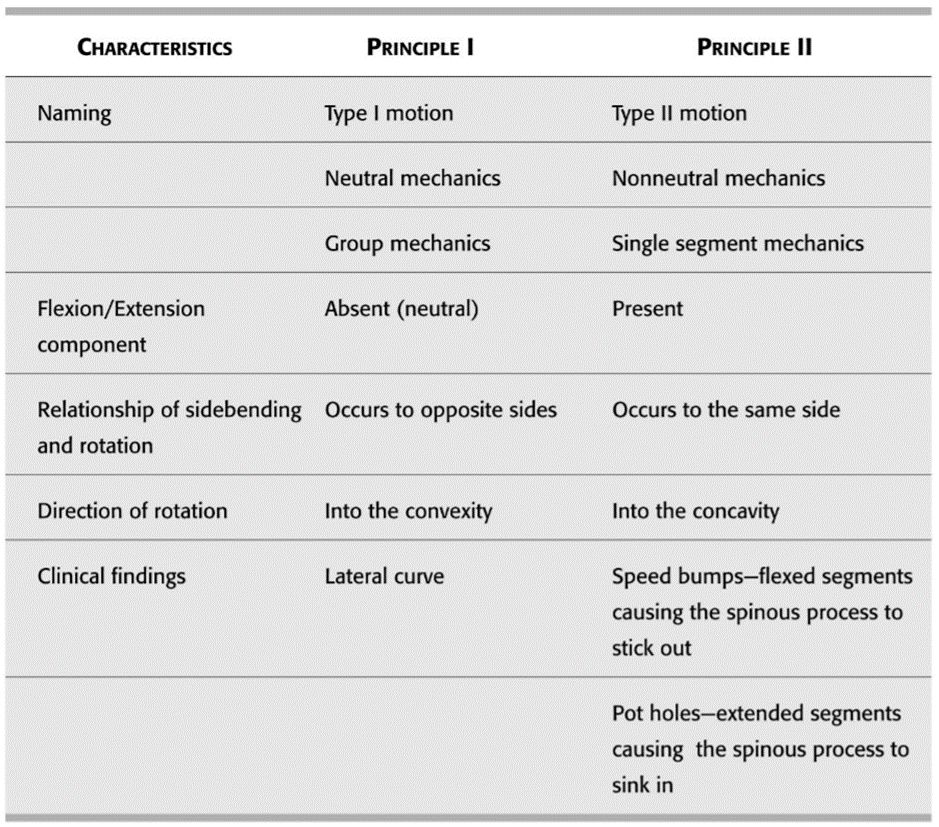 CHARACTERISTICS PRINCIPLE I PRINCIPLE II
Naming Type I motion Type II motion
Neutral mechanics Nonneutral mechanics
Group mechanics Single segment mechanics
Flexion/Extension Absent (neutral) Present
component
Relationship of sidebending Occurs to opposite sides Occurs to the same side
and rotation
Direction of rotation Into the convexity Into the concavity
Clinical findings Lateral curve Speed bumps—flexed segments
causing the spinous process to
stick out
Pot holes—extended segments
causing the spinous process to
sink in